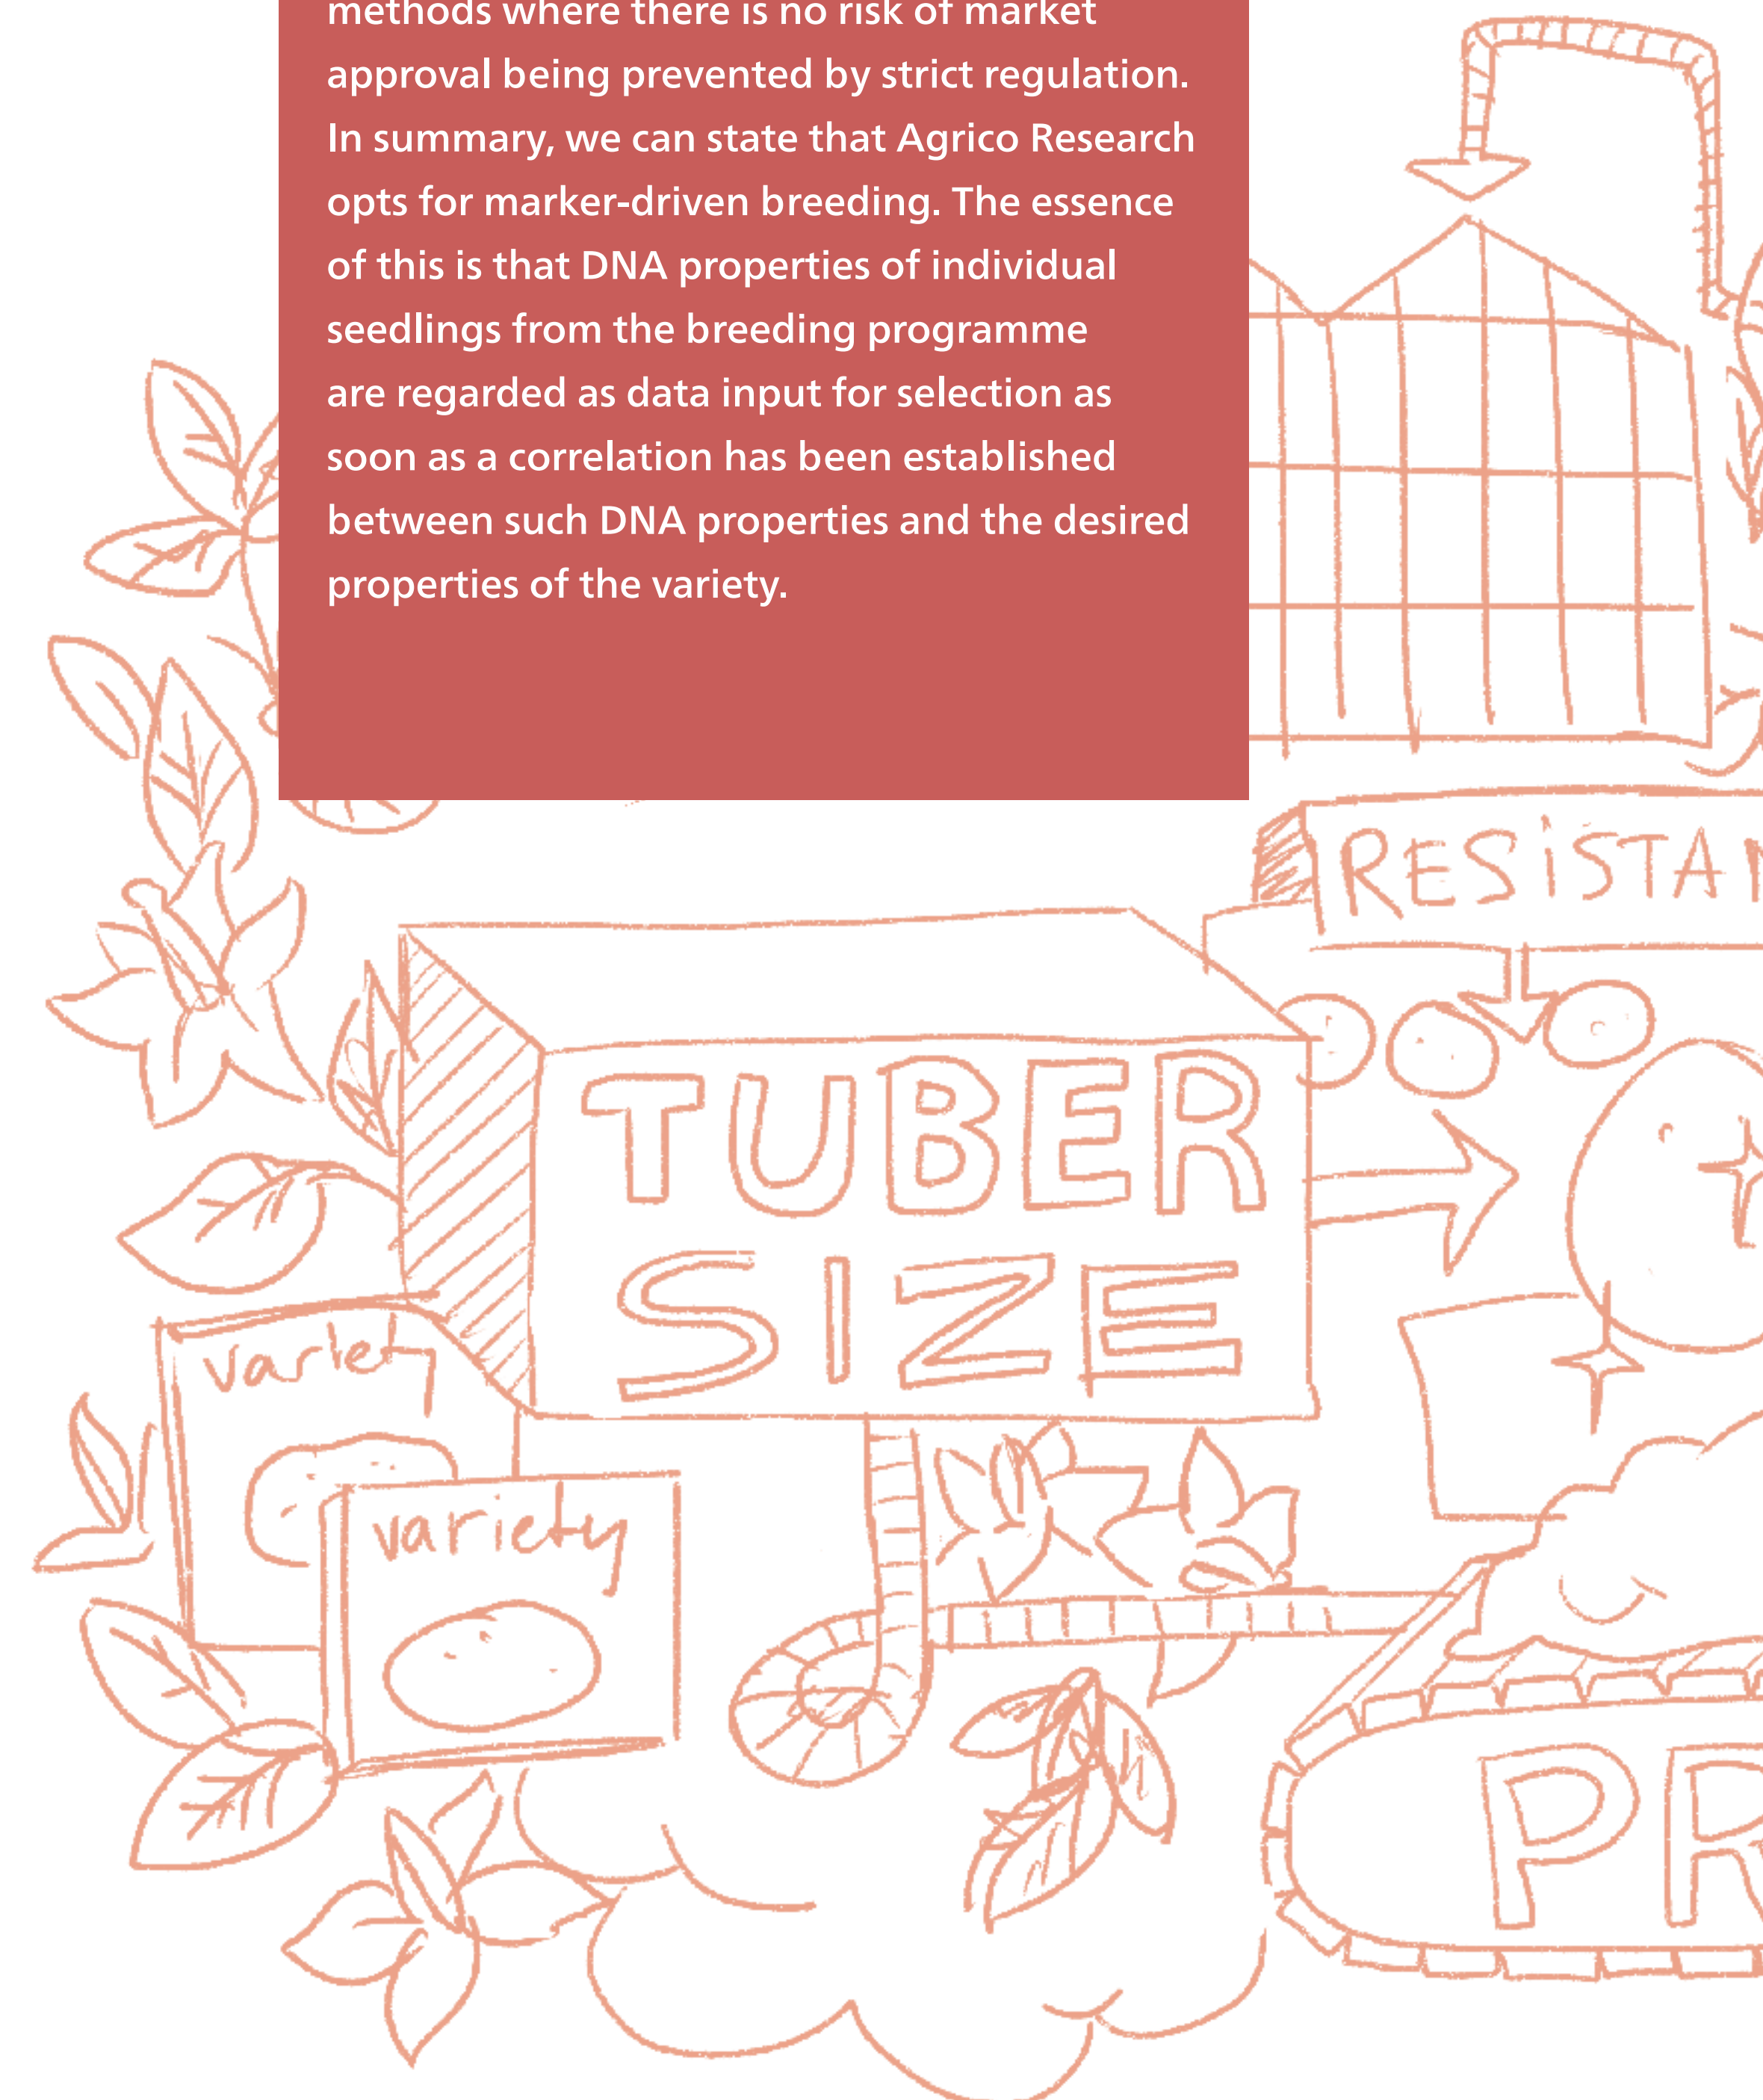 methods where there is no risk of market
approval being prevented by strict regulation.
In summary, we can state that Agrico Research
opts for marker-driven breeding. The essence
of this is that DNA properties of individual
seedlings from the breeding programme
are regarded as data input for selection as
soon as a correlation has been established
between such DNA properties and the desired
properties of the variety.
RESiSTAN
TUBER
SIZE
variety
variety
PR